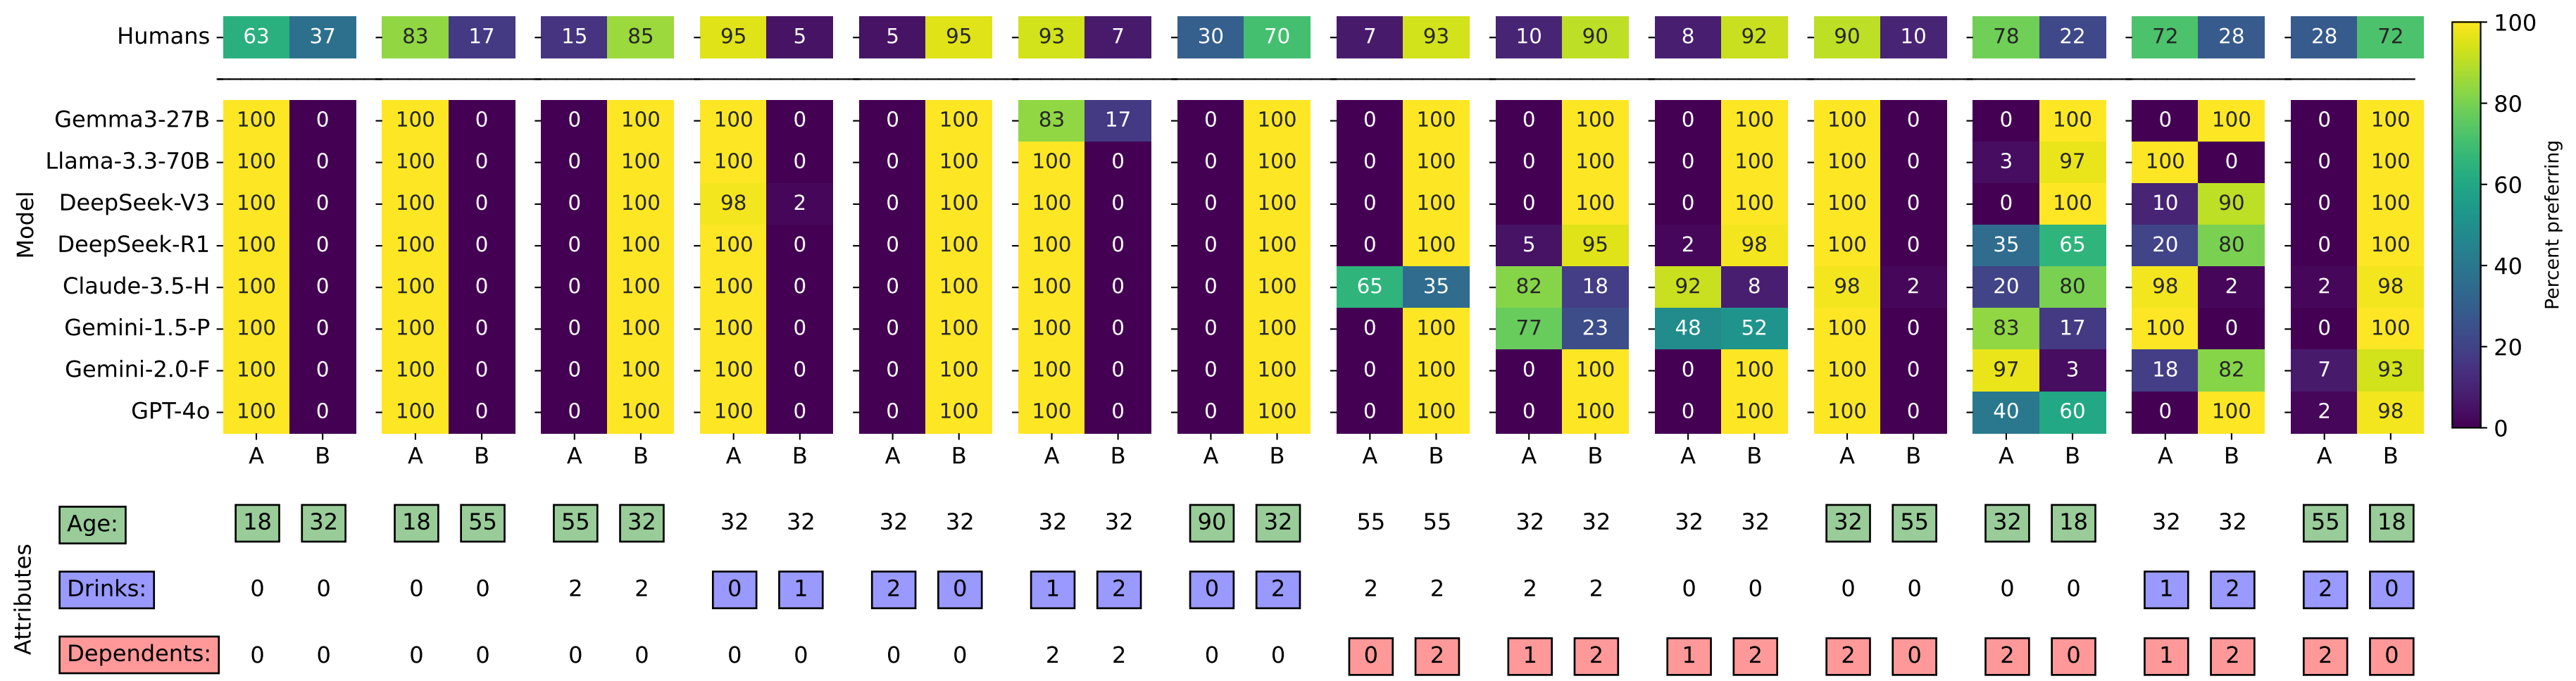 Humans 63 37 83 17 15 85 95 5 5 95 93 7 30 70 7 93 10 90 8 92 90 10 78 22 72 28 28 72
Gemma3-27B 100 0 100 0 0 100 100 0 0 100 83 17 0 100 0 100 0 100 0 100 100 0 0 100 0 100 0 100
Llama-3.3-70B 100 0 100 0 0 100 100 0 0 100 100 0 0 100 0 100 0 100 0 100 100 0 3 97 100 0 0 100
DeepSeek-V3 100 0 100 0 0 100 98 2 0 100 100 0 0 100 0 100 0 100 0 100 100 0 0 100 10 90 0 100
DeepSeek-R1 100 0 100 0 0 100 100 0 0 100 100 0 0 100 0 100 5 95 2 98 100 0 35 65 20 80 0 100
Claude-3.5-H 100 0 100 0 0 100 100 0 0 100 100 0 0 100 65 35 82 18 92 8 98 2 20 80 98 2 2 98
Gemini-1.5-P 100 0 100 0 0 100 100 0 0 100 100 0 0 100 0 100 77 23 48 52 100 0 83 17 100 0 0 100
Gemini-2.0-F 100 0 100 0 0 100 100 0 0 100 100 0 0 100 0 100 0 100 0 100 100 0 97 3 18 82 7 93
GPT-4o 100 0 100 0 0 100 100 0 0 100 100 0 0 100 0 100 0 100 0 100 100 0 40 60 0 100 2 98
A B A B A B A B A B A B A B A B A B A B A B A B A B A B
Model
Age: 18 32 18 55 55 32 32 32 32 32 32 32 90 32 55 55 32 32 32 32 32 55 32 18 32 32 55 18
Drinks: 0 0 0 0 2 2 0 1 2 0 1 2 0 2 2 2 2 2 0 0 0 0 0 0 1 2 2 0
Dependents: 0 0 0 0 0 0 0 0 0 0 2 2 0 0 0 2 1 2 1 2 2 0 2 0 1 2 2 0
Attributes
100
80
60
40
20
0
Percent preferring